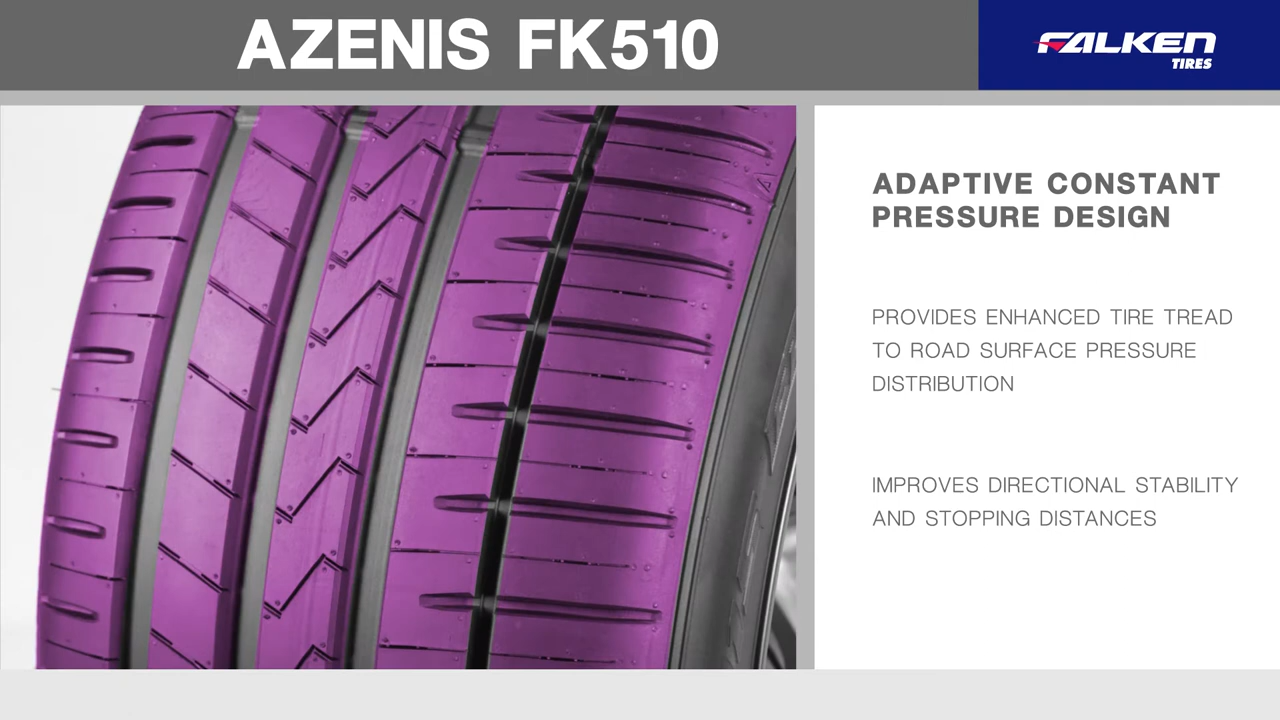 AZENIS FK510
FALKEN
TIRES
ADAPTIVE CONSTANT
PRESSURE DESIGN
PROVIDES ENHANCED TIRE TREAD
TO ROAD SURFACE PRESSURE
DISTRIBUTION
IMPROVES DIRECTIONAL STABILITY
AND STOPPING DISTANCES